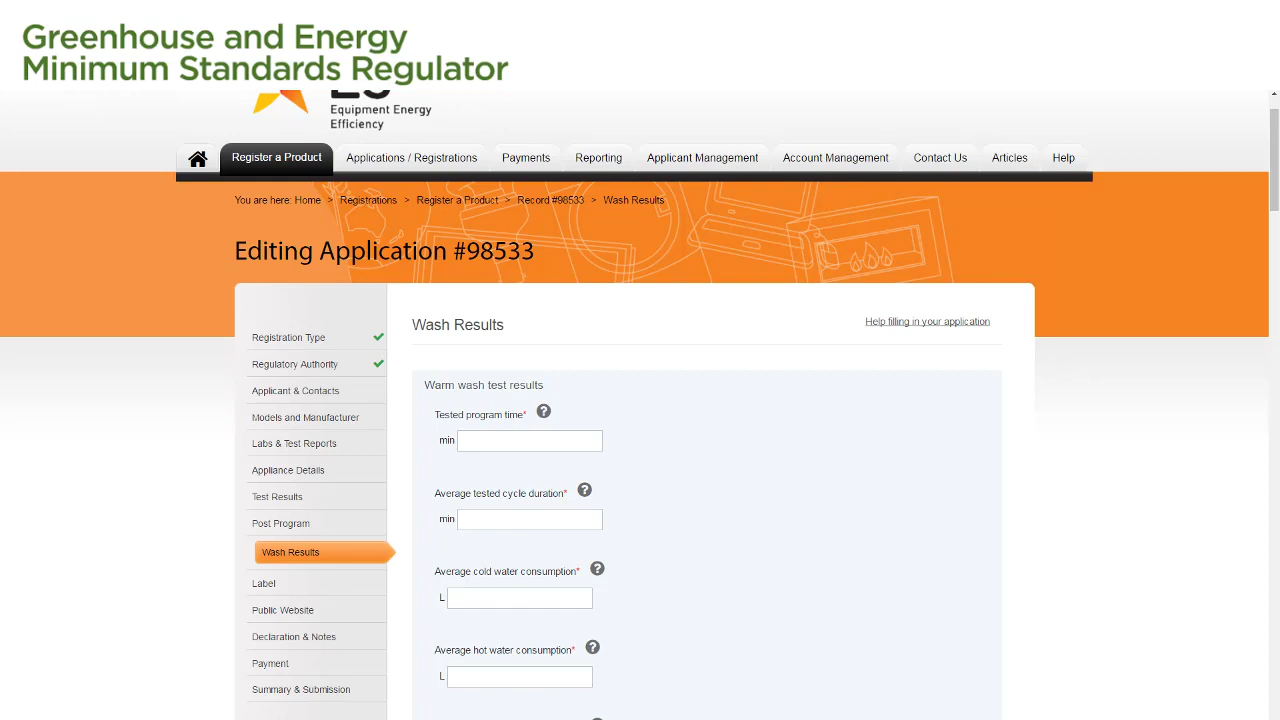 Greenhouse and Energy
Minimum Standards Regulator
Equipment Energy
Efficiency
Register a Product
Applications / Registrations
Payments
Reporting
Applicant Management
Account Management
Contact Us
Articles
Help
You are here: Home > Registrations > Register a Product > Record #98533 > Wash Results
Editing Application #98533
Registration Type
Regulatory Authority
Applicant & Contacts
Models and Manufacturer
Labs & Test Reports
Appliance Details
Test Results
Post Program
Wash Results
Label
Public Website
Declaration & Notes
Payment
Summary & Submission
Wash Results
Help filling in your application
Warm wash test results
Tested program time* ?
min
Average tested cycle duration* ?
min
Average cold water consumption* ?
L
Average hot water consumption* ?
L